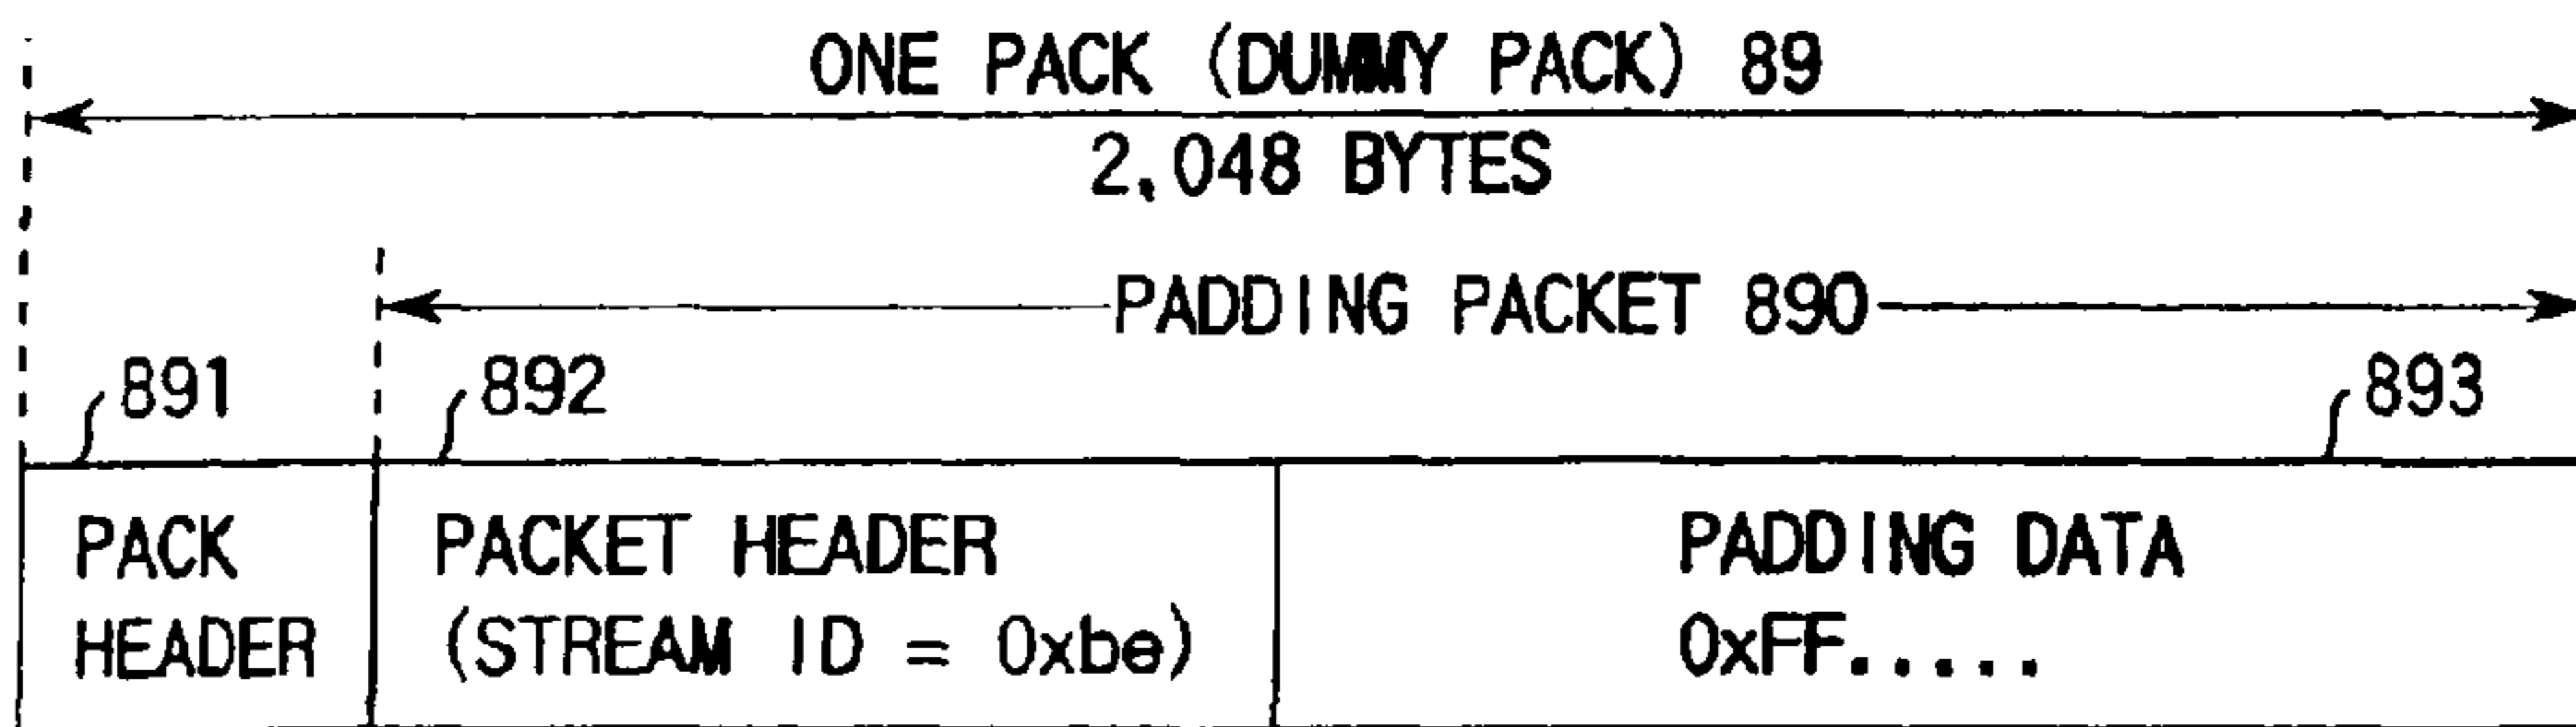 ONE PACK (DUMMY PACK) 89
2,048 BYTES
PADDING PACKET 890
891
892
893
PACK
HEADER
PACKET HEADER
(STREAM ID = 0xbe)
PADDING DATA
0xFF.....